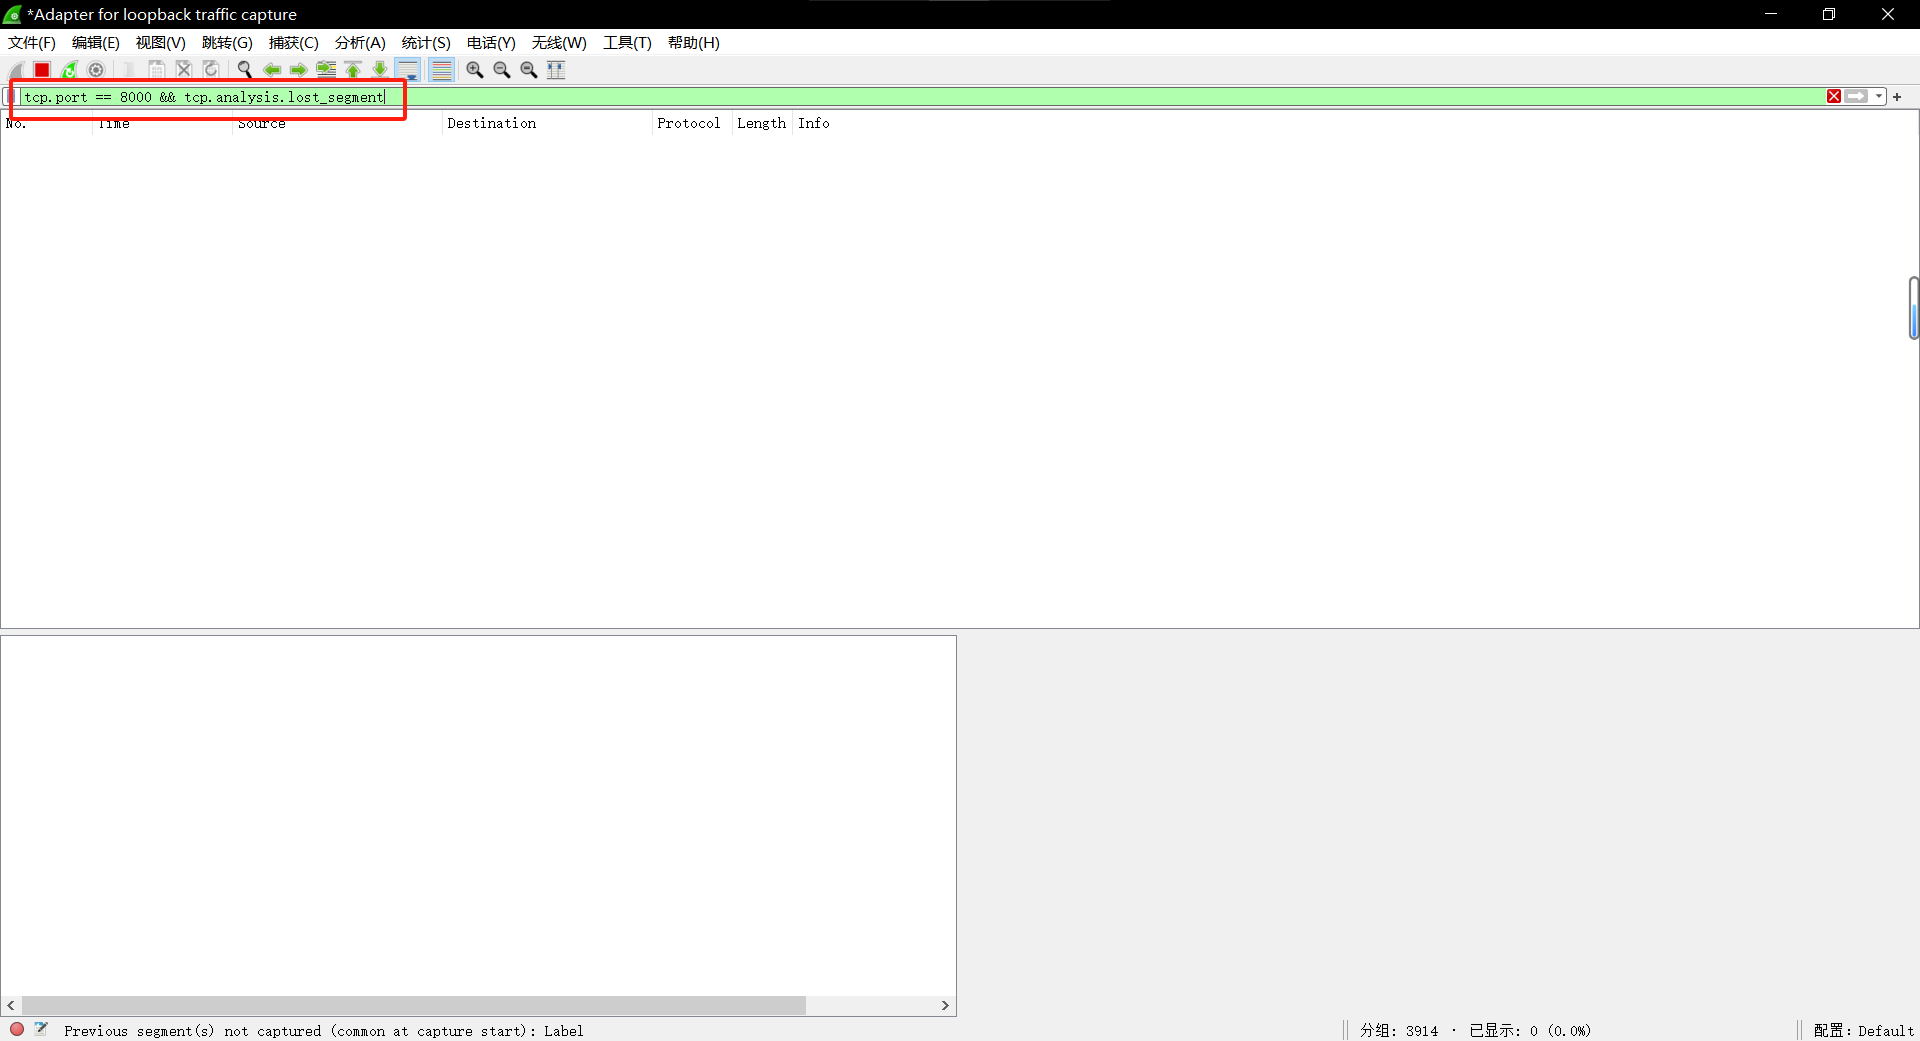 *Adapter for loopback traffic capture
文件(F) 编辑(E) 视图(V) 跳转(G) 捕获(C) 分析(A) 统计(S) 电话(Y) 无线(W) 工具(T) 帮助(H)
tcp.port == 8000 && tcp.analysis.lost_segment
No. Time Source Destination Protocol Length Info
Previous segment(s) not captured (common at capture start): Label 分组: 3914 · 已显示: 0 (0.0%) 配置: Default